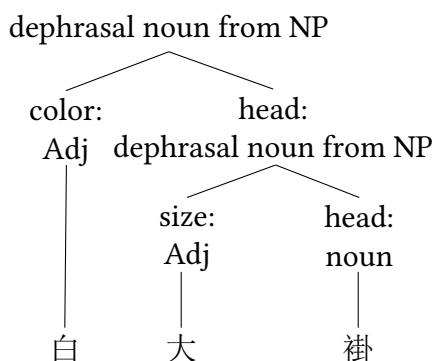 dephrasal noun from NP
color: head:
Adj dephrasal noun from NP
size: head:
Adj noun
白 大 褂